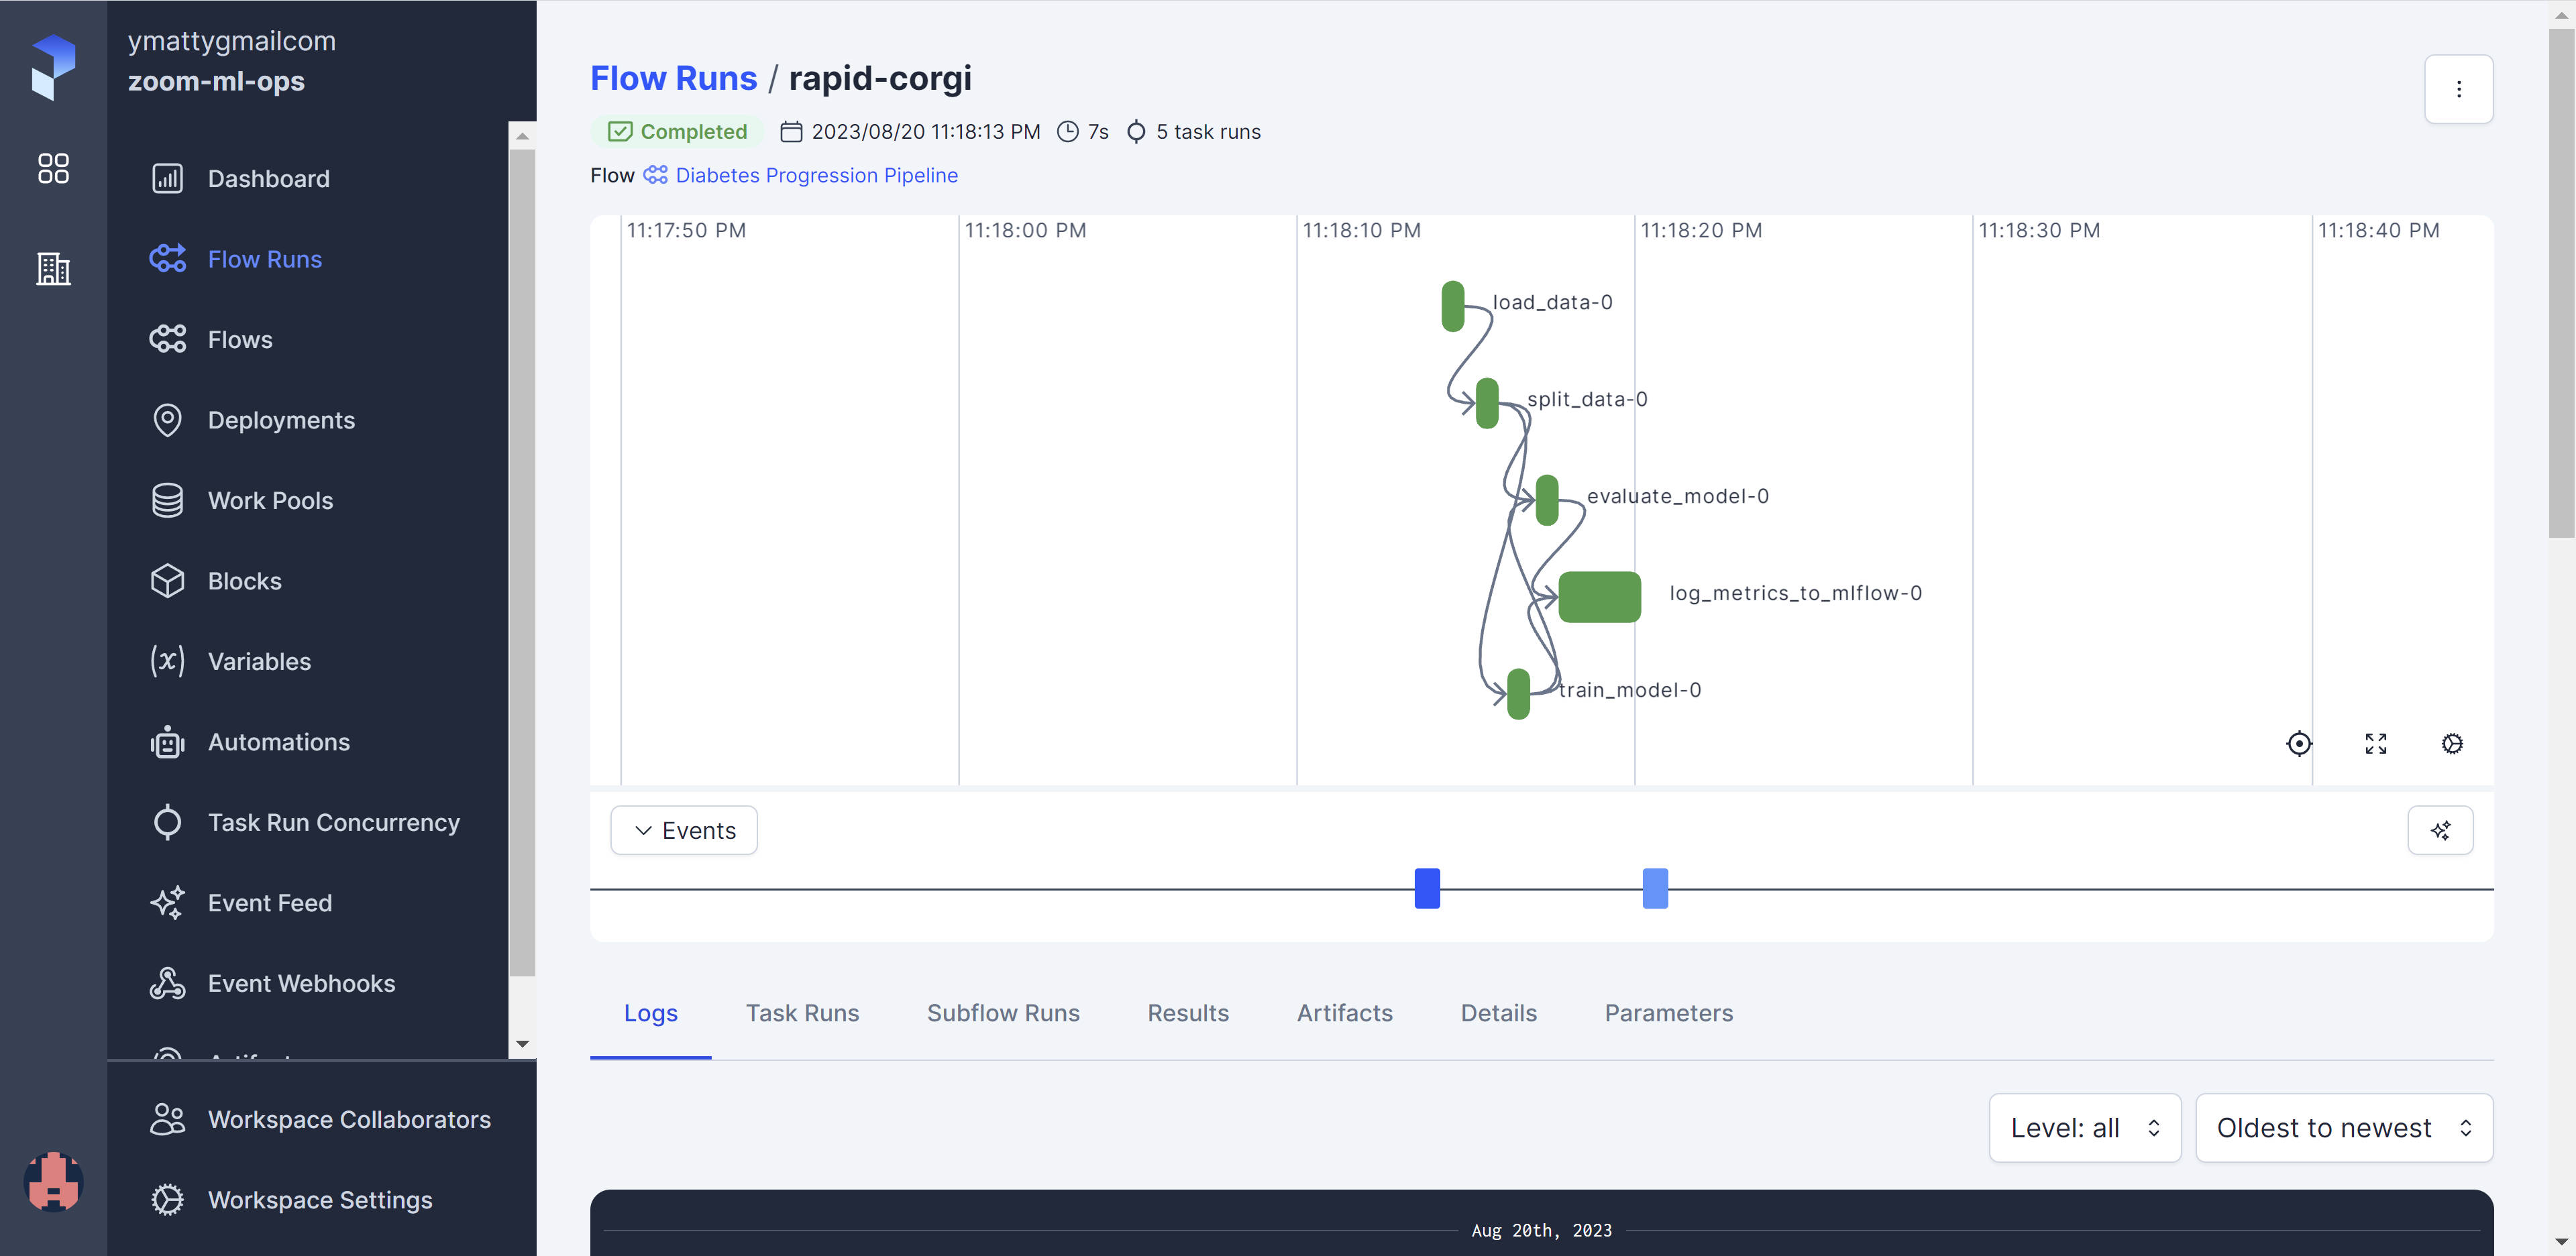 ymattygmailcom
zoom-ml-ops
Dashboard
Flow Runs
Flows
Deployments
Work Pools
Blocks
(x) Variables
Automations
Task Run Concurrency
Event Feed
Event Webhooks
Workspace Collaborators
Workspace Settings
Flow Runs / rapid-corgi
Completed 2023/08/20 11:18:13 PM 7s 5 task runs
Flow Diabetes Progression Pipeline
11:17:50 PM 11:18:00 PM 11:18:10 PM 11:18:20 PM 11:18:30 PM 11:18:40 PM
load_data-0
split_data-0
evaluate_model-0
log_metrics_to_mlflow-0
train_model-0
Events
Logs Task Runs Subflow Runs Results Artifacts Details Parameters
Level: all Oldest to newest
Aug 20th, 2023